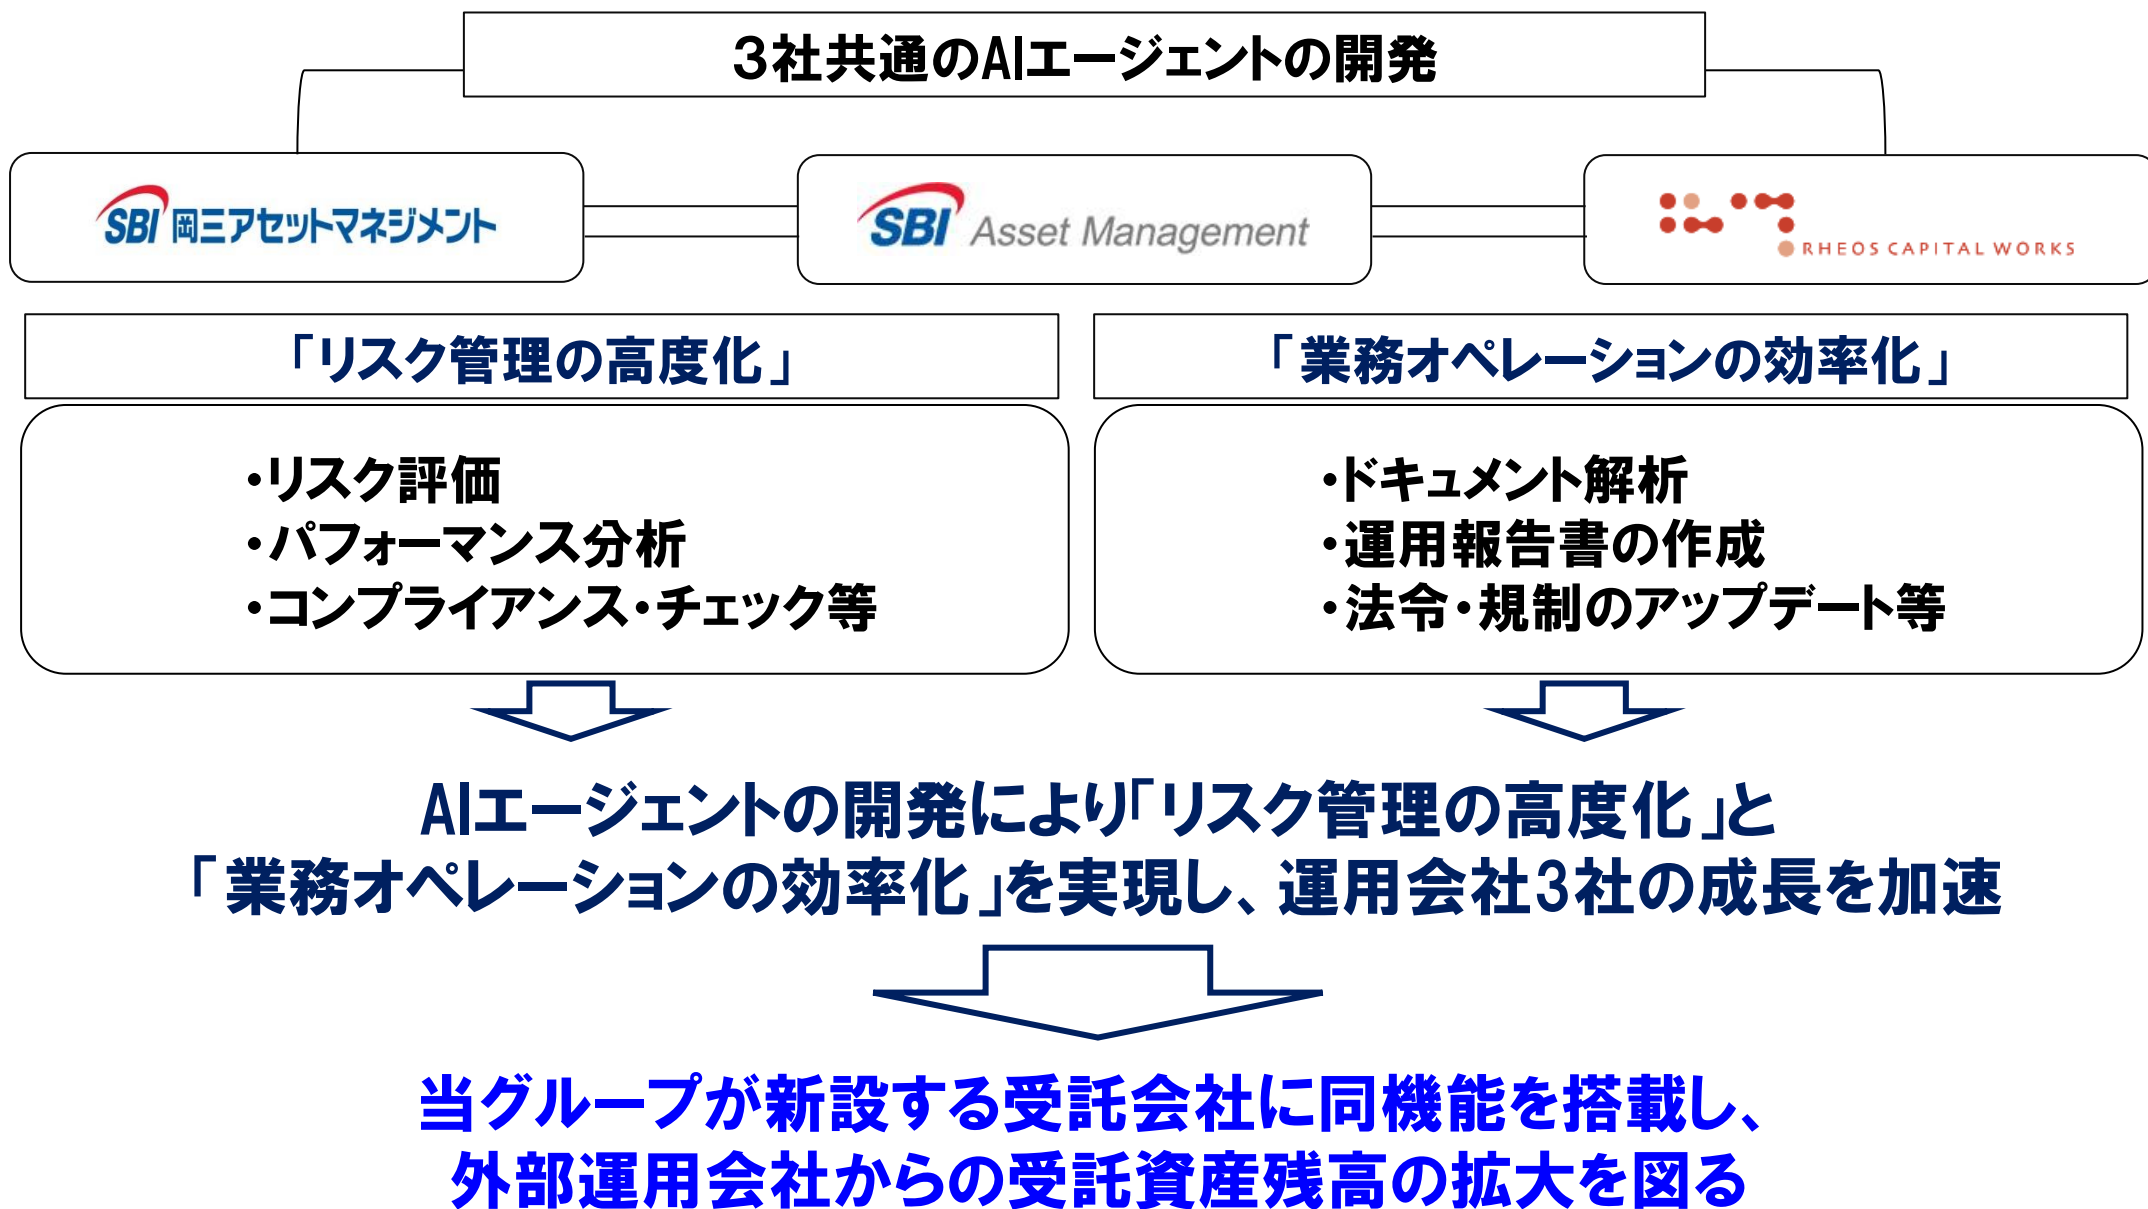 3社共通のAIエージェントの開発
SBI 岡三アセットマネジメント
SBI Asset Management
RHEOS CAPITAL WORKS
「リスク管理の高度化」
「業務オペレーションの効率化」
・リスク評価
・パフォーマンス分析
・コンプライアンス・チェック等
・ドキュメント解析
・運用報告書の作成
・法令・規制のアップデート等
AIエージェントの開発により「リスク管理の高度化」と
「業務オペレーションの効率化」を実現し、運用会社3社の成長を加速
当グループが新設する受託会社に同機能を搭載し、
外部運用会社からの受託資産残高の拡大を図る